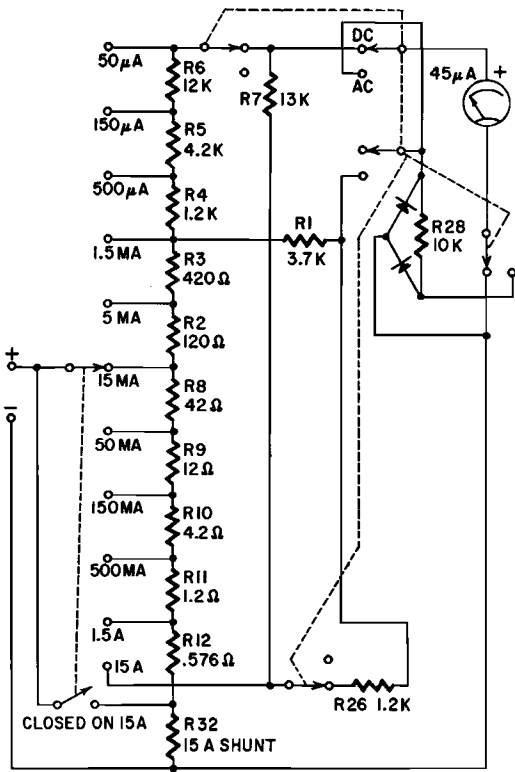 50µA
R6
12K
150µA
R5
4.2K
500µA
R4
1.2K
1.5MA
R3
420Ω
5 MA
R2
120Ω
+
15MA
R8
42Ω
−
50 MA
R9
12Ω
150MA
R10
4.2Ω
500MA
R11
1.2Ω
1.5A
R12
.576Ω
15A
CLOSED ON 15A
R32
15 A SHUNT
R7
13K
DC
AC
45µA
+
R1
3.7K
R28
10K
R26 1.2K